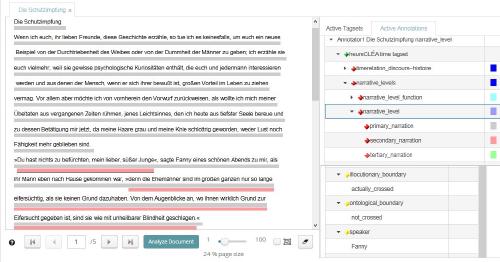 Die Schutzimpfung x
Die Schutzimpfung
Wenn ich euch, ihr lieben Freunde, diese Geschichte erzähle, so tue ich es keinesfalls, um euch ein neues
Beispiel von der Durchtriebenheit des Weibes oder von der Dummheit der Männer zu geben; ich erzähle sie
euch vielmehr, weil sie gewisse psychologische Kuriositäten enthält, die euch und jedermann interessieren
werden und aus denen der Mensch, wenn er sich ihrer bewußt ist, großen Vorteil im Leben zu ziehen
vermag. Vor allem aber möchte ich von vornherein den Vorwurf zurückweisen, als wollte ich mich meiner
Übeltaten aus vergangenen Zeiten rühmen, jenes Leichtsinnes, den ich heute aus tiefster Seele bereue und
zu dessen Betätigung mir jetzt, da meine Haare grau und meine Knie schlottrig geworden, weder Lust noch
Fähigkeit mehr geblieben sind.
»Du hast nichts zu befürchten, mein lieber, süßer Junge«, sagte Fanny eines schönen Abends zu mir, als
ihr Mann eben nach Hause gekommen war, »denn die Ehemänner sind im großen ganzen nur so lange
eifersüchtig, als sie keinen Grund dazuhaben. Von dem Augenblicke an, wo ihnen wirklich Grund zur
Eifersucht gegeben ist, sind sie wie mit unheilbarer Blindheit geschlagen.«
1 /5 Analyze Document 1 100
24 % page size
Active Tagsets Active Annotations
Annotator1 Die Schutzimpfung narrative_level
heureCLÉA time tagset
timerelation_discours-histoire
narrative_levels
narrative_level_function
narrative_level
primary_narration
secondary_narration
tertiary_narration
illocutionary_boundary
actually_crossed
ontological_boundary
not_crossed
speaker
Fanny